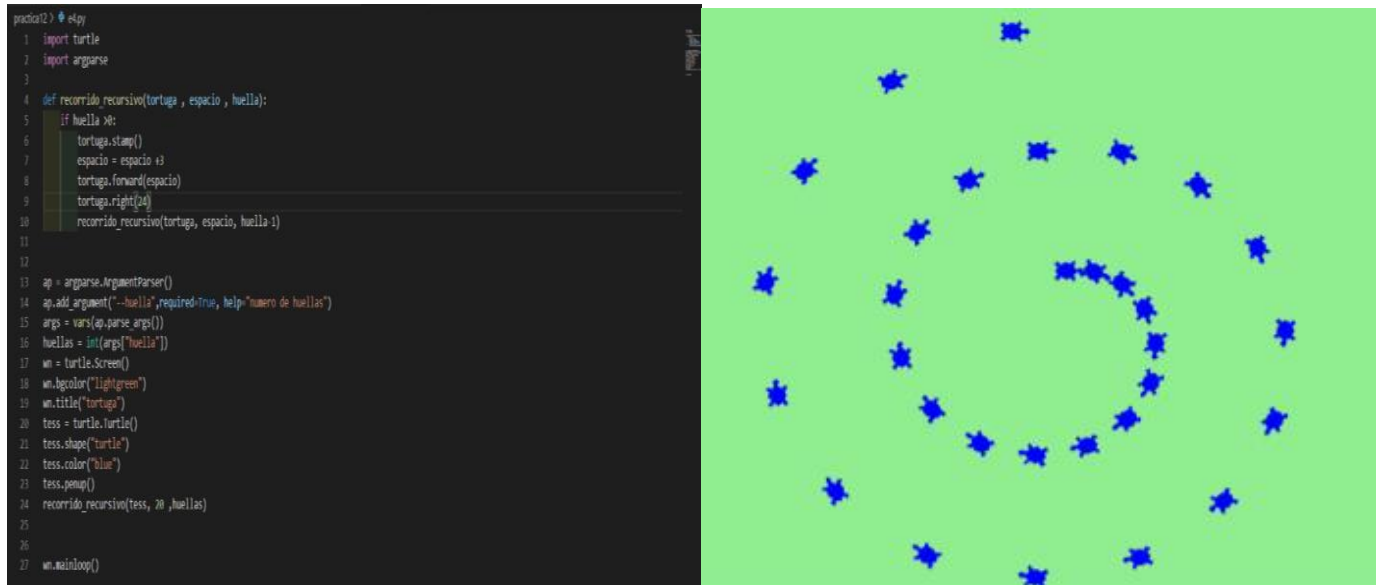 practica12 > e4.py
1 import turtle
2 import argparse
3
4 def recorrido_recursivo(tortuga , espacio , huella):
5 if huella >0:
6 tortuga.stamp()
7 espacio = espacio +3
8 tortuga.forward(espacio)
9 tortuga.right(24)
10 recorrido_recursivo(tortuga, espacio, huella-1)
11
12
13 ap = argparse.ArgumentParser()
14 ap.add_argument("--huella",required=True, help="numero de huellas")
15 args = vars(ap.parse_args())
16 huellas = int(args["huella"])
17 wn = turtle.Screen()
18 wn.bgcolor("lightgreen")
19 wn.title("tortuga")
20 tess = turtle.Turtle()
21 tess.shape("turtle")
22 tess.color("blue")
23 tess.penup()
24 recorrido_recursivo(tess, 20 ,huellas)
25
26
27 wn.mainloop()